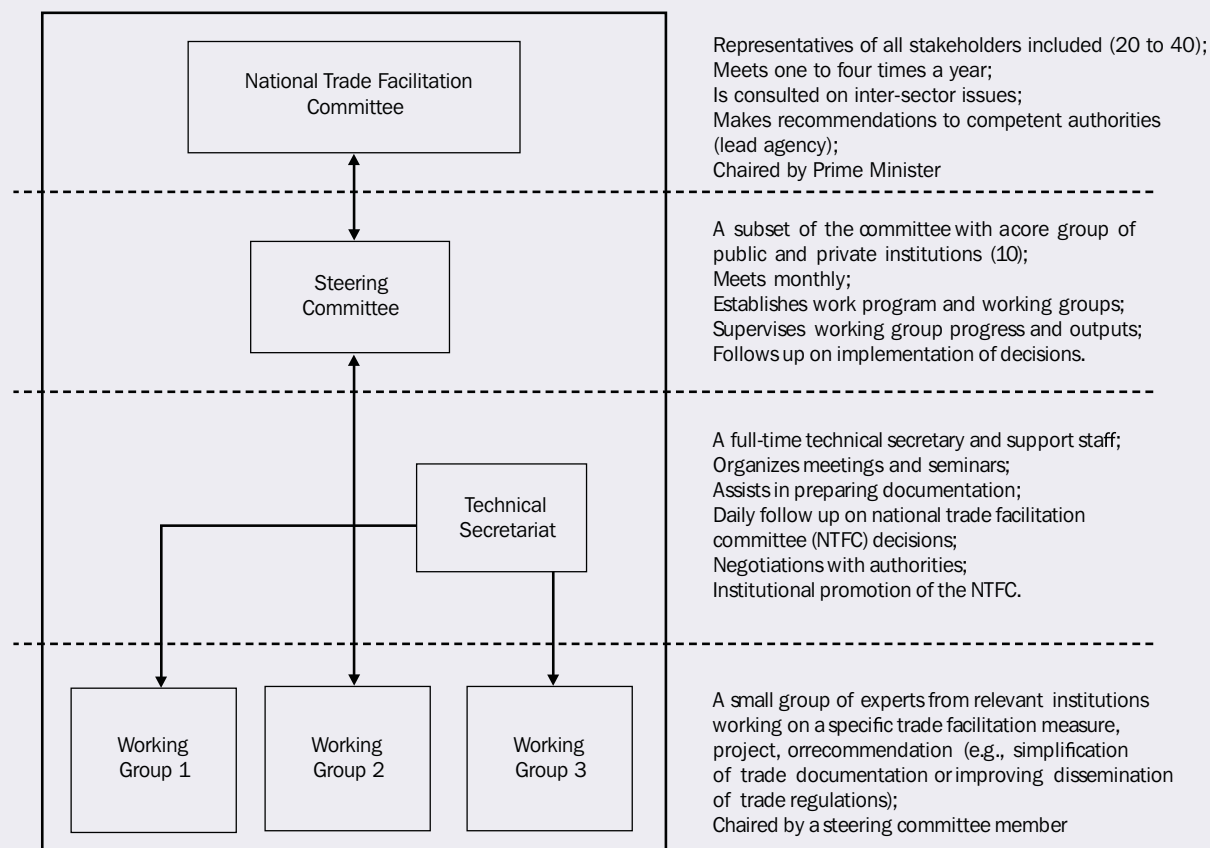 National Trade Facilitation
Committee
Representatives of all stakeholders included (20 to 40);
Meets one to four times a year;
Is consulted on inter-sector issues;
Makes recommendations to competent authorities
(lead agency);
Chaired by Prime Minister
Steering
Committee
A subset of the committee with acore group of
public and private institutions (10);
Meets monthly;
Establishes work program and working groups;
Supervises working group progress and outputs;
Follows up on implementation of decisions.
Technical
Secretariat
A full-time technical secretary and support staff;
Organizes meetings and seminars;
Assists in preparing documentation;
Daily follow up on national trade facilitation
committee (NTFC) decisions;
Negotiations with authorities;
Institutional promotion of the NTFC.
Working
Group 1
Working
Group 2
Working
Group 3
A small group of experts from relevant institutions
working on a specific trade facilitation measure,
project, orrecommendation (e.g., simplification
of trade documentation or improving dissemination
of trade regulations);
Chaired by a steering committee member